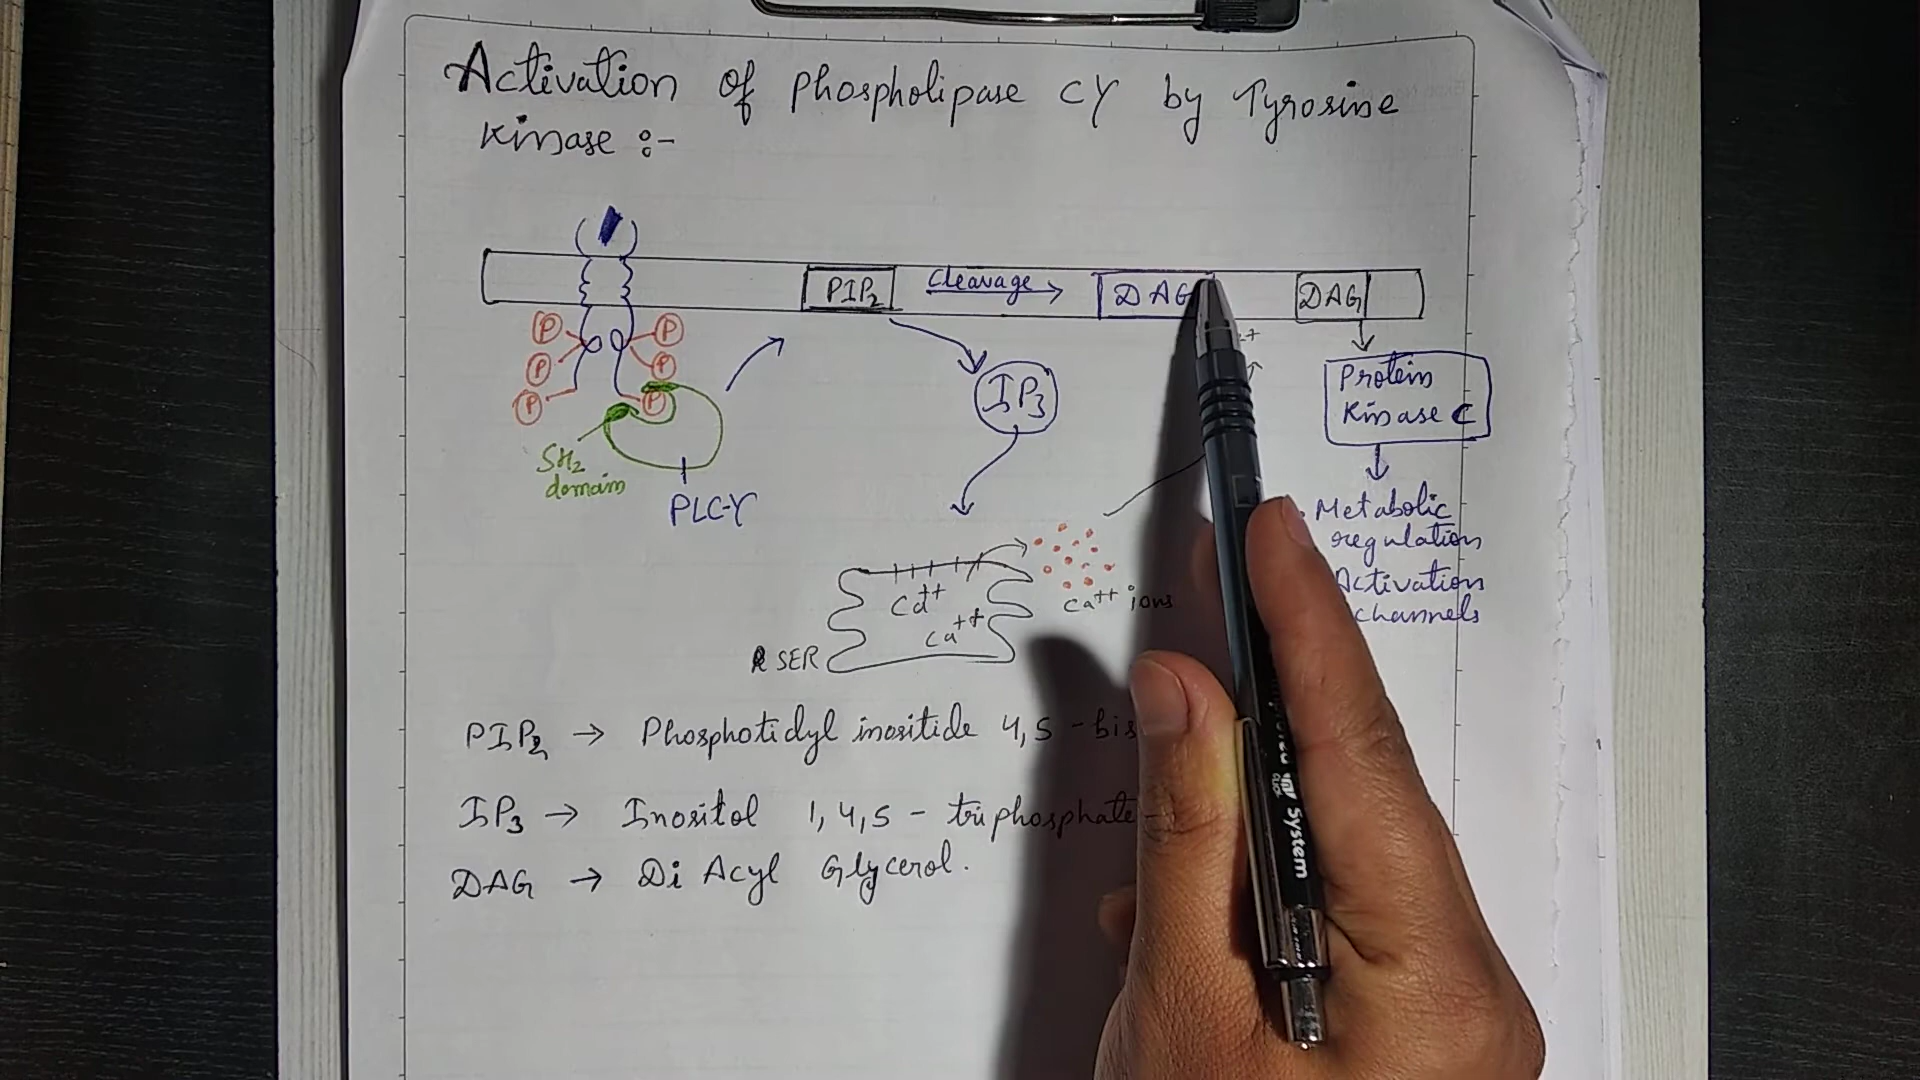 Activation of Phospholipase CY by Tyrosine
Kinase :-
PIP2
Cleavage
DAG
DAG
P
P
P
P
P
P
IP3
Protein
Kinase C
SH2
domain
PLC-Y
Metabolic
regulation
Activation
channels
Ca++
Ca++
Ca++ ions
SER
PIP2 → Phosphotidyl inositide 4,5 - bis
IP3 → Inositol 1,4,5 - triphosphate
DAG → Di Acyl Glycerol.
System